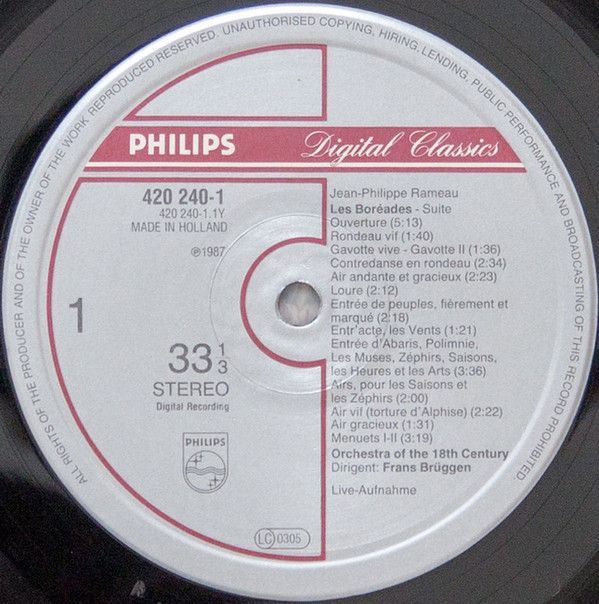 ALL RIGHTS OF THE PRODUCER AND OF THE OWNER OF THE WORK REPRODUCED RESERVED. UNAUTHORISED COPYING, HIRING, LENDING, PUBLIC PERFORMANCE AND BROADCASTING OF THIS RECORD PROHIBITED
PHILIPS
Digital Classics
420 240-1
420 240-1.1Y
MADE IN HOLLAND
℗1987
1
33 1/3
STEREO
Digital Recording
PHILIPS
Jean-Philippe Rameau
Les Boréades - Suite
Ouverture (5:13)
Rondeau vif (1:40)
Gavotte vive - Gavotte II (1:36)
Contredanse en rondeau (2:34)
Air andante et gracieux (2:23)
Loure (2:12)
Entrée de peuples, fièrement et
marqué (2:18)
Entr'acte, les Vents (1:21)
Entrée d'Abaris, Polimnie,
Les Muses, Zéphirs, Saisons,
les Heures et les Arts (3:36)
Airs, pour les Saisons et
les Zéphirs (2:00)
Air vif (torture d'Alphise) (2:22)
Air gracieux (1:31)
Menuets I-II (3:19)
Orchestra of the 18th Century
Dirigent: Frans Brüggen
Live-Aufnahme
LC 0305